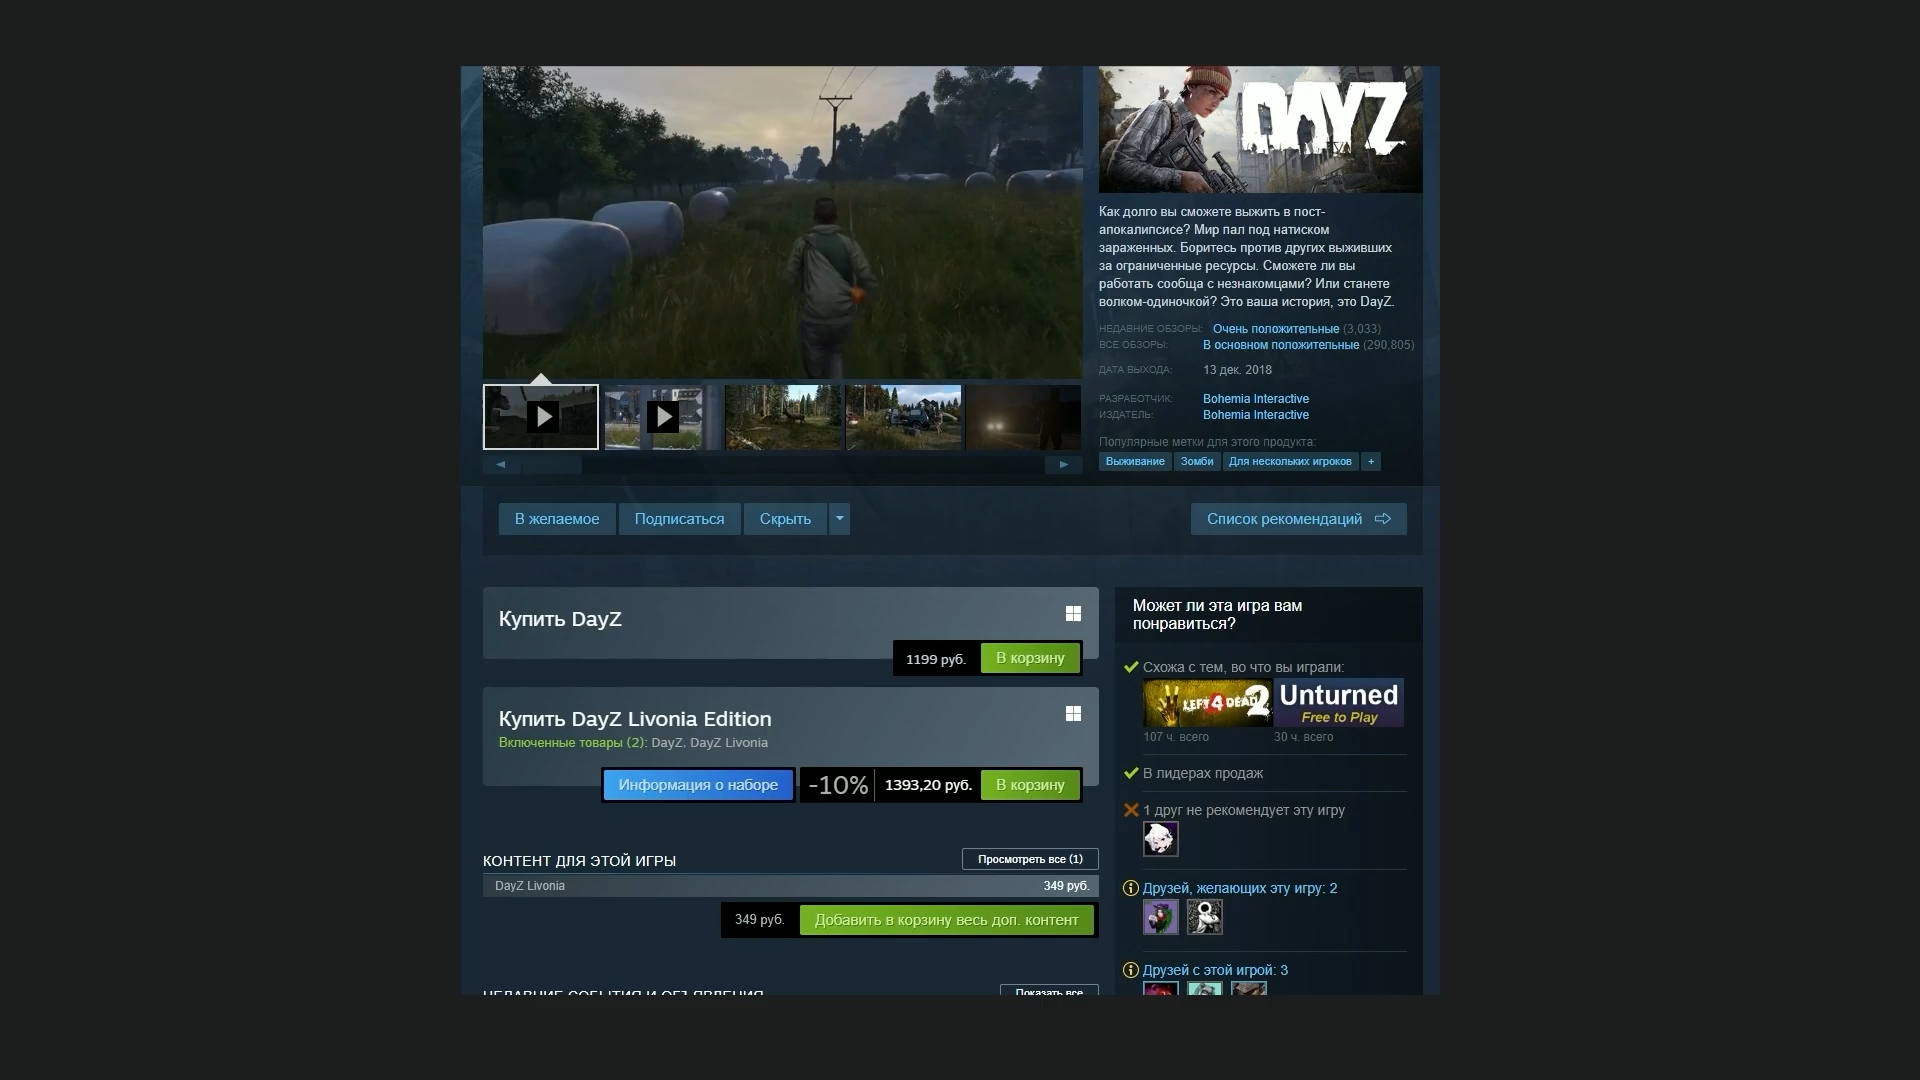 DAYZ
Как долго вы сможете выжить в пост-
апокалипсисе? Мир пал под натиском
зараженных. Боритесь против других выживших
за ограниченные ресурсы. Сможете ли вы
работать сообща с незнакомцами? Или станете
волком-одиночкой? Это ваша история, это DayZ.
НЕДАВНИЕ ОБЗОРЫ: Очень положительные (3,033)
ВСЕ ОБЗОРЫ: В основном положительные (290,805)
ДАТА ВЫХОДА: 13 дек. 2018
РАЗРАБОТЧИК: Bohemia Interactive
ИЗДАТЕЛЬ: Bohemia Interactive
Популярные метки для этого продукта:
Выживание Зомби Для нескольких игроков +
В желаемое Подписаться Скрыть Список рекомендаций
Купить DayZ
1199 руб. В корзину
Купить DayZ Livonia Edition
Включенные товары (2): DayZ, DayZ Livonia
Информация о наборе -10% 1393,20 руб. В корзину
КОНТЕНТ ДЛЯ ЭТОЙ ИГРЫ Просмотреть все (1)
DayZ Livonia 349 руб.
349 руб. Добавить в корзину весь доп. контент
НЕДАВНИЕ СОБЫТИЯ И ОБЪЯВЛЕНИЯ Показать все
Может ли эта игра вам
понравиться?
Схожа с тем, во что вы играли:
LEFT 4 DEAD 2 Unturned
Free to Play
107 ч. всего 30 ч. всего
В лидерах продаж
1 друг не рекомендует эту игру
Друзей, желающих эту игру: 2
Друзей с этой игрой: 3